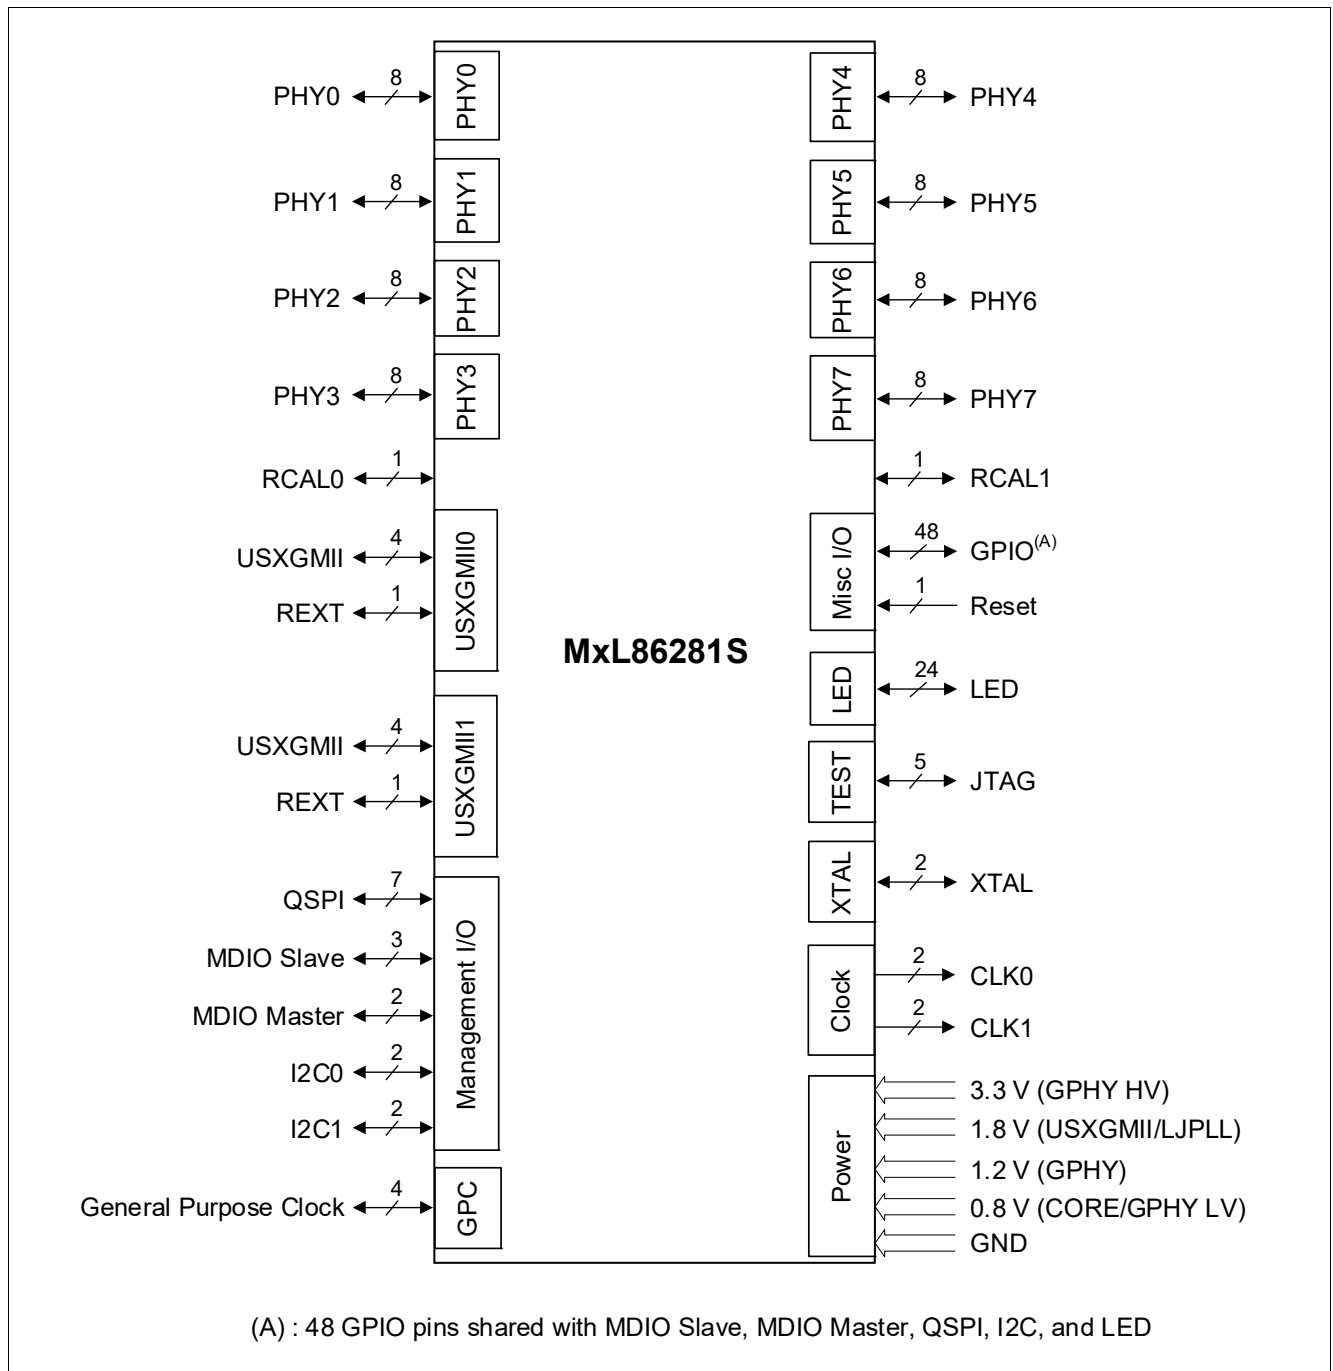 PHY0 8 PHY0
PHY1 8 PHY1
PHY2 8 PHY2
PHY3 8 PHY3
RCAL0 1
USXGMII 4
REXT 1
USXGMII0
USXGMII 4
REXT 1
USXGMII1
QSPI 7
MDIO Slave 3
MDIO Master 2
I2C0 2
I2C1 2
Management I/O
General Purpose Clock 4 GPC
MxL86281S
PHY4 8 PHY4
PHY5 8 PHY5
PHY6 8 PHY6
PHY7 8 PHY7
1 RCAL1
Misc I/O
48 GPIO(A)
1 Reset
LED 24 LED
TEST 5 JTAG
XTAL 2 XTAL
Clock
2 CLK0
2 CLK1
Power
3.3 V (GPHY HV)
1.8 V (USXGMII/LJPLL)
1.2 V (GPHY)
0.8 V (CORE/GPHY LV)
GND
(A) : 48 GPIO pins shared with MDIO Slave, MDIO Master, QSPI, I2C, and LED